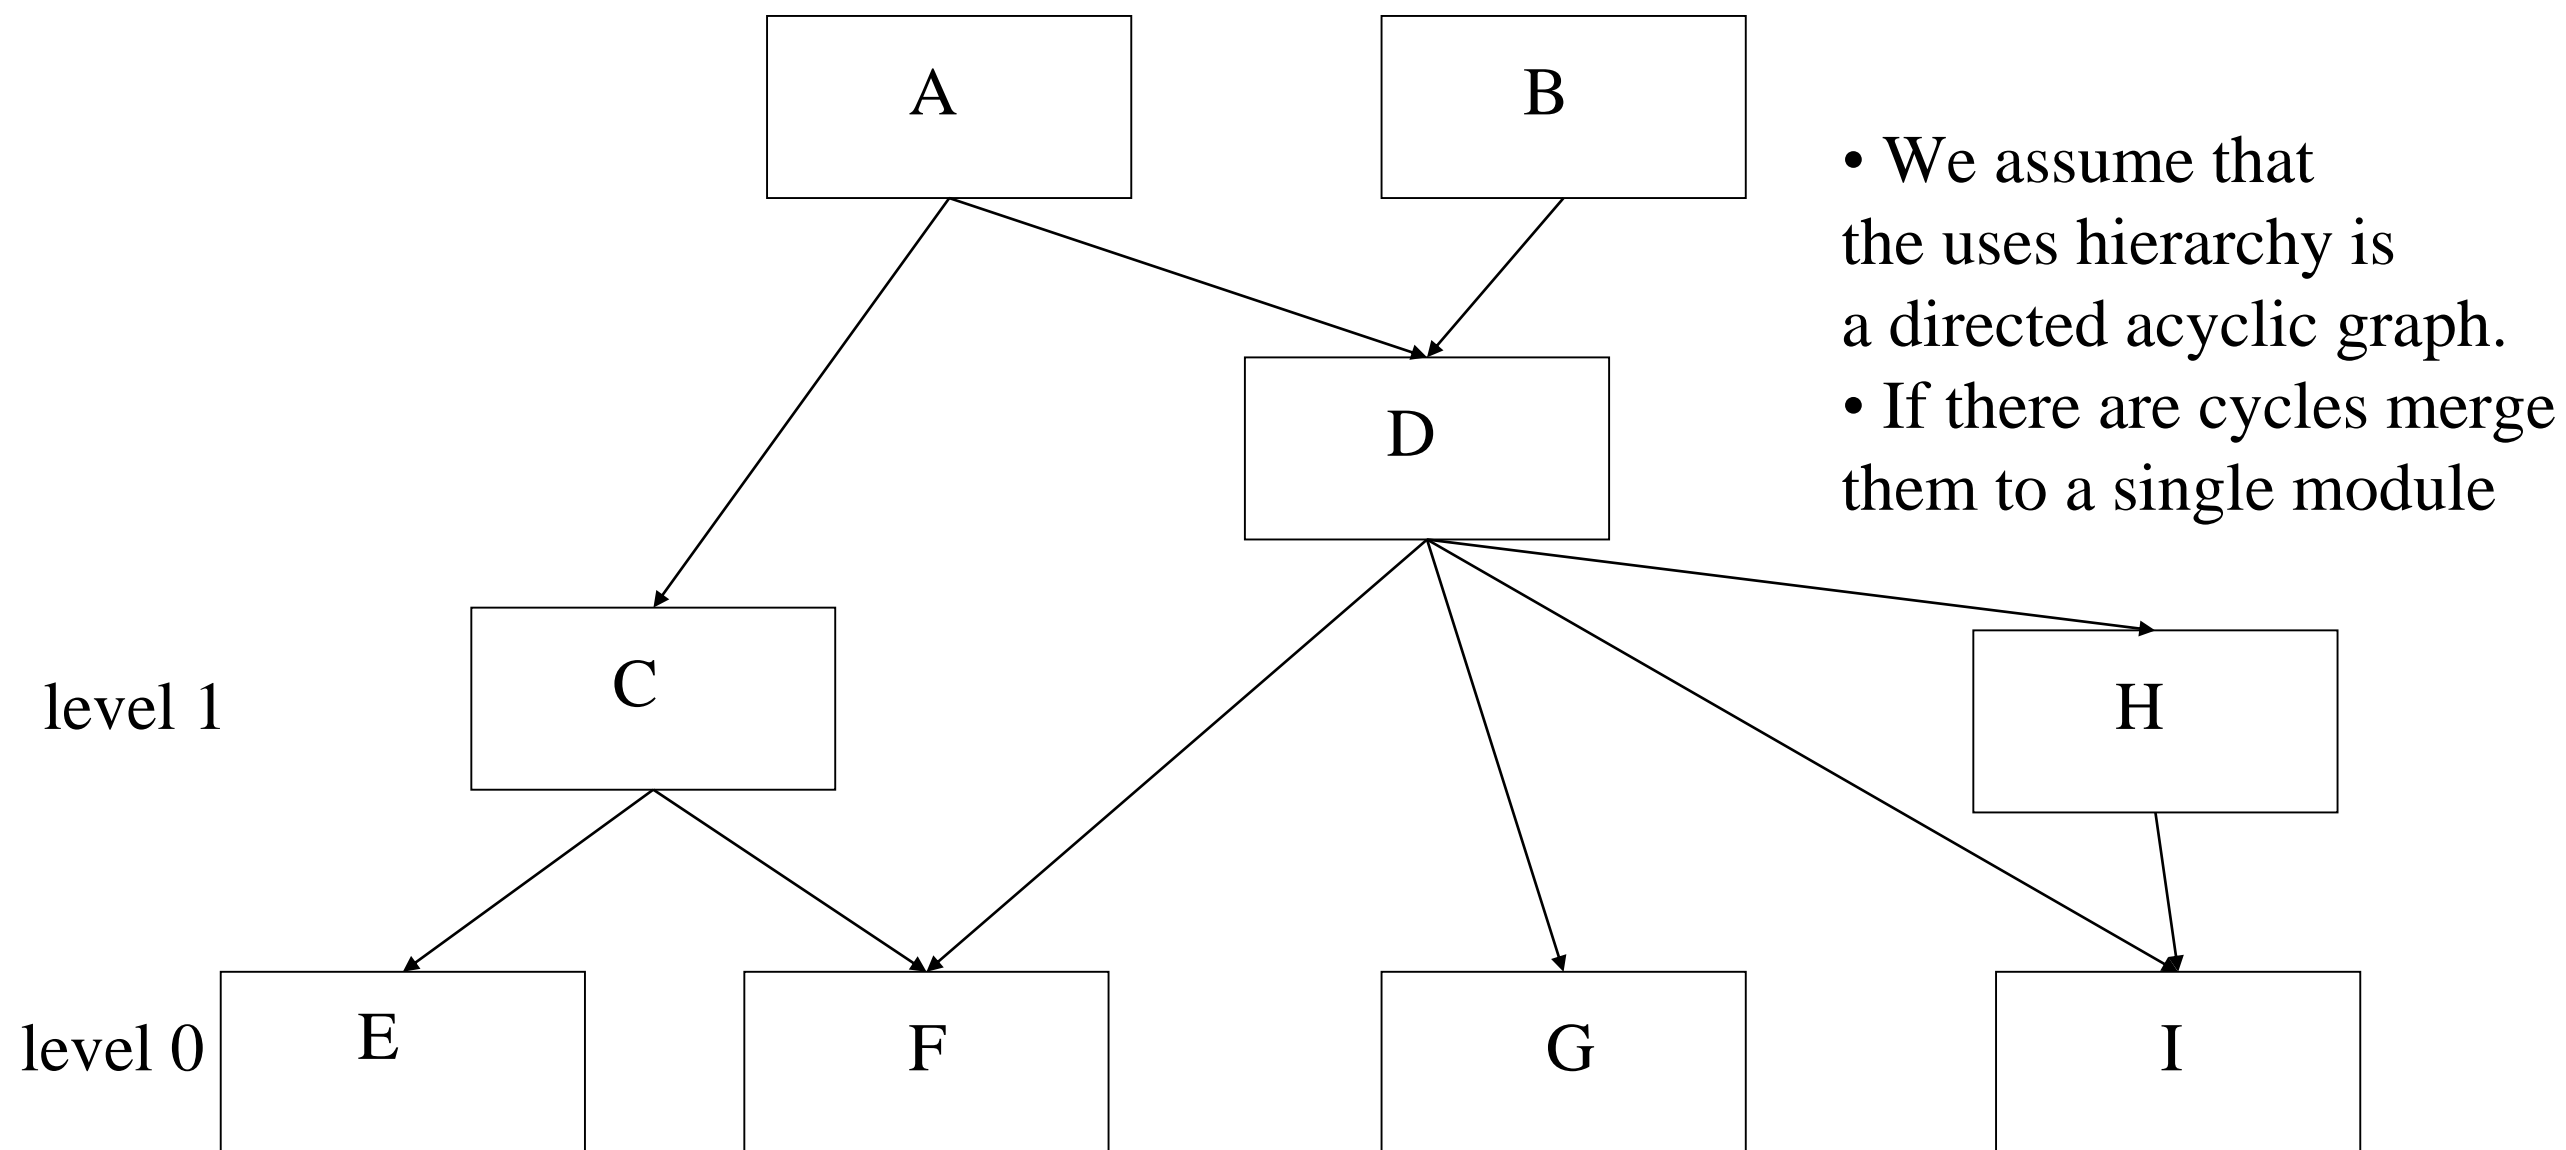 A
B
• We assume that
the uses hierarchy is
a directed acyclic graph.
• If there are cycles merge
them to a single module
D
C
level 1
H
level 0
E
F
G
I